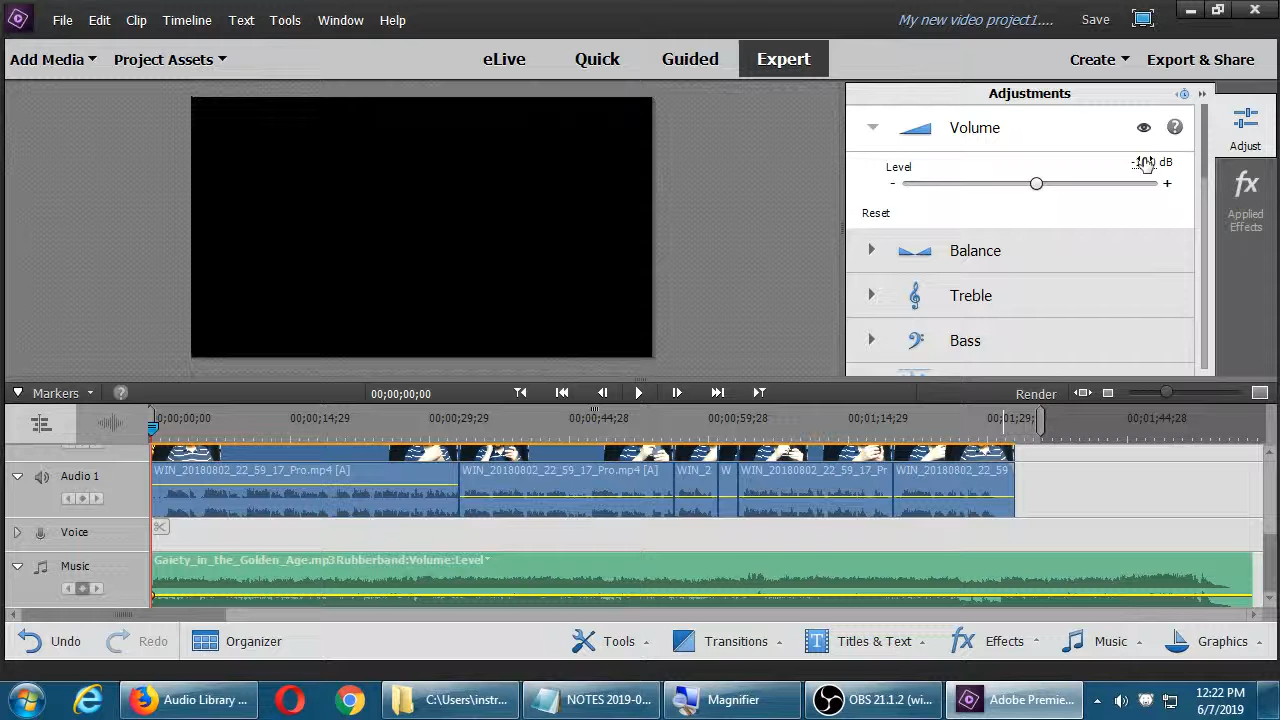 File Edit Clip Timeline Text Tools Window Help My new video project1.... Save
Add Media Project Assets eLive Quick Guided Expert Create Export & Share
Adjustments
Volume
Adjust
Level dB
Reset
Applied
Effects
Balance
Treble
Bass
Markers 00;00;00;00 Render
0;00;00;00 00;00;14;29 00;00;29;29 00;00;44;28 00;00;59;28 00;01;14;29 00;01;29; 00;01;44;28
Audio 1 WIN_20180802_22_59_17_Pro.mp4 [A] WIN_20180802_22_59_17_Pro.mp4 [A] WIN_2 W WIN_20180802_22_59_17_Pr WIN_20180802_22_59
Voice
Music Gaiety_in_the_Golden_Age.mp3 Rubberband:Volume:Level
Undo Redo Organizer Tools Transitions Titles & Text Effects Music Graphics
Audio Library ... C:\Users\instr... NOTES 2019-0... Magnifier OBS 21.1.2 (wi... Adobe Premie... 12:22 PM
6/7/2019